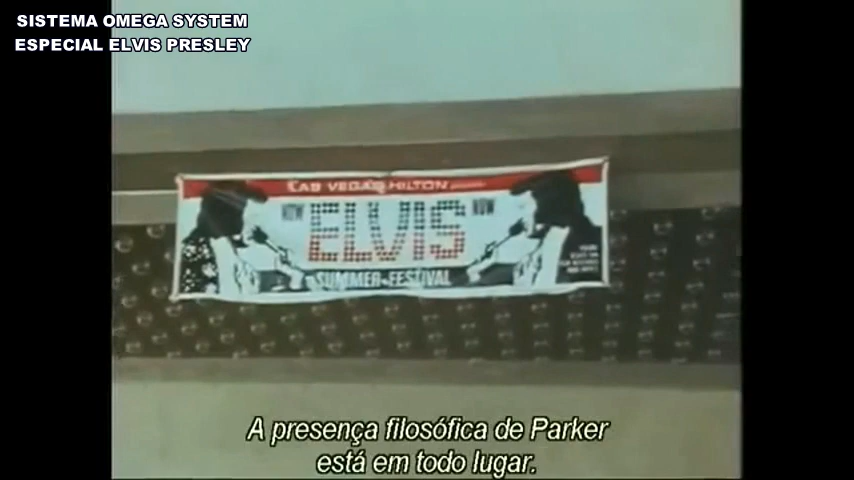 SISTEMA OMEGA SYSTEM
ESPECIAL ELVIS PRESLEY
LAS VEGAS HILTON
NOW ELVIS NOW
SUMMER FESTIVAL
A presença filosófica de Parker
está em todo lugar.